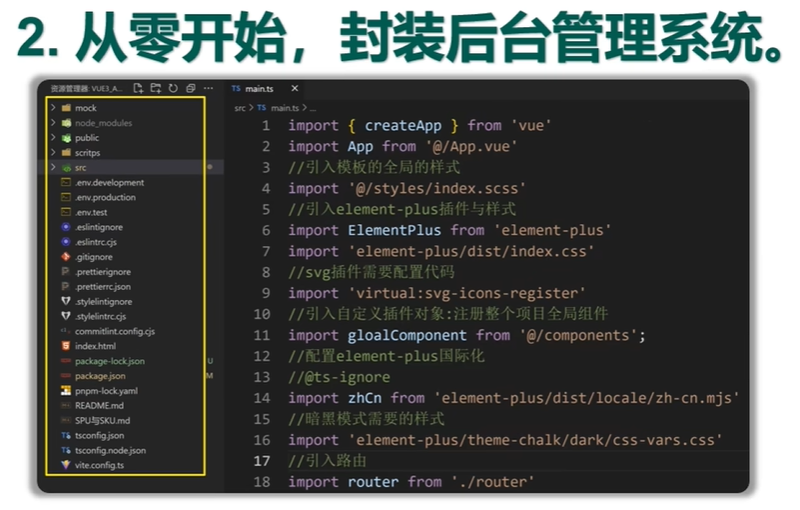 2. 从零开始，封装后台管理系统。
资源管理器: VUE3_A...
mock
node_modules
public
scritps
src
.env.development
.env.production
.env.test
.eslintignore
.eslintrc.cjs
.gitignore
.prettierignore
.prettierrc.json
.stylelintignore
.stylelintrc.cjs
commitlint.config.cjs
index.html
package-lock.json U
package.json M
pnpm-lock.yaml
README.md
SPU与SKU.md
tsconfig.json
tsconfig.node.json
vite.config.ts
TS main.ts ×
src > TS main.ts > ...
1 import { createApp } from 'vue'
2 import App from '@/App.vue'
3 //引入模板的全局的样式
4 import '@/styles/index.scss'
5 //引入element-plus插件与样式
6 import ElementPlus from 'element-plus'
7 import 'element-plus/dist/index.css'
8 //svg插件需要配置代码
9 import 'virtual:svg-icons-register'
10 //引入自定义插件对象:注册整个项目全局组件
11 import gloalComponent from '@/components';
12 //配置element-plus国际化
13 //@ts-ignore
14 import zhCn from 'element-plus/dist/locale/zh-cn.mjs'
15 //暗黑模式需要的样式
16 import 'element-plus/theme-chalk/dark/css-vars.css'
17 //引入路由
18 import router from './router'